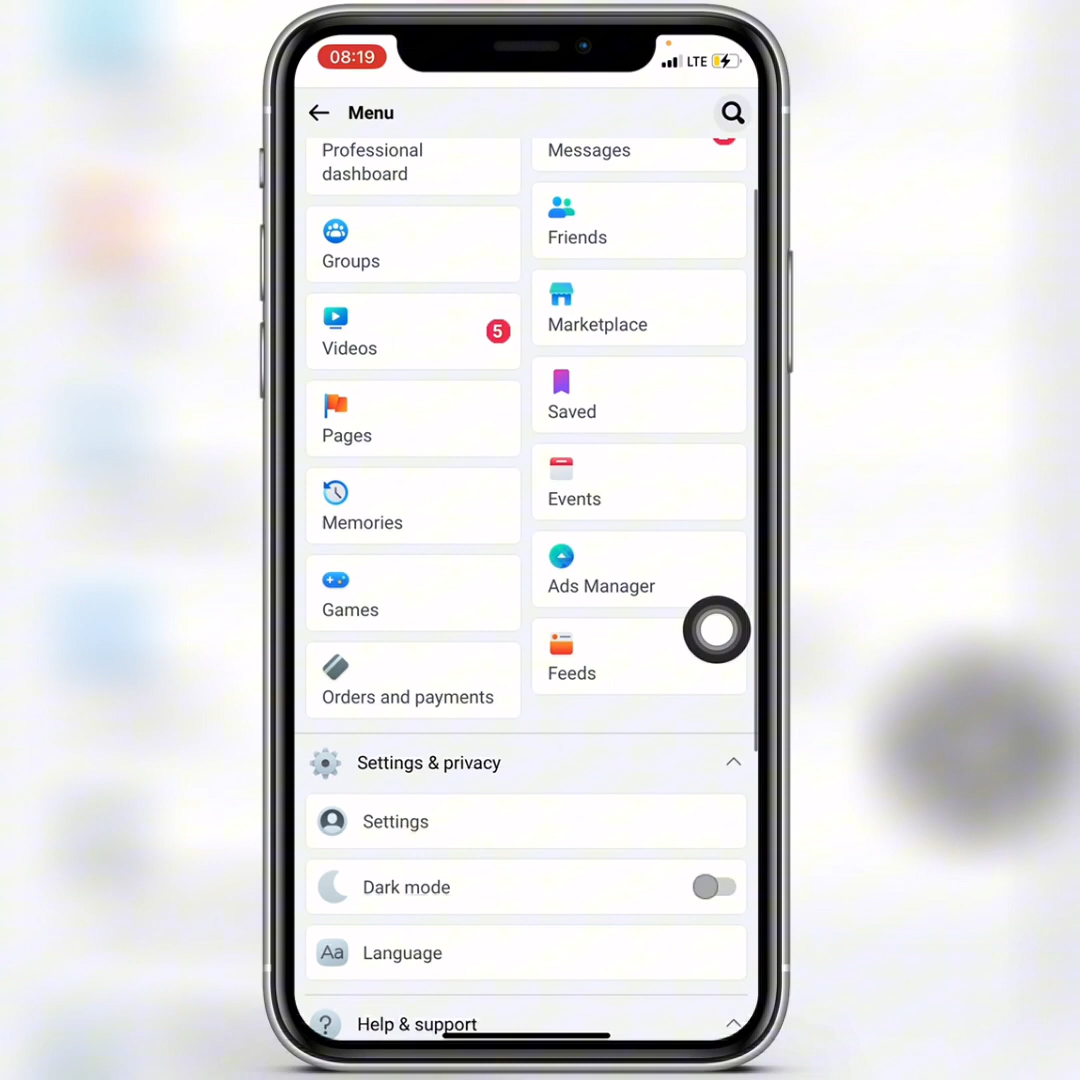 08:19
LTE
Menu
Professional
dashboard
Messages
Groups
Friends
Videos
5
Marketplace
Pages
Saved
Memories
Events
Games
Ads Manager
Orders and payments
Feeds
Settings & privacy
Settings
Dark mode
Aa
Language
?
Help & support